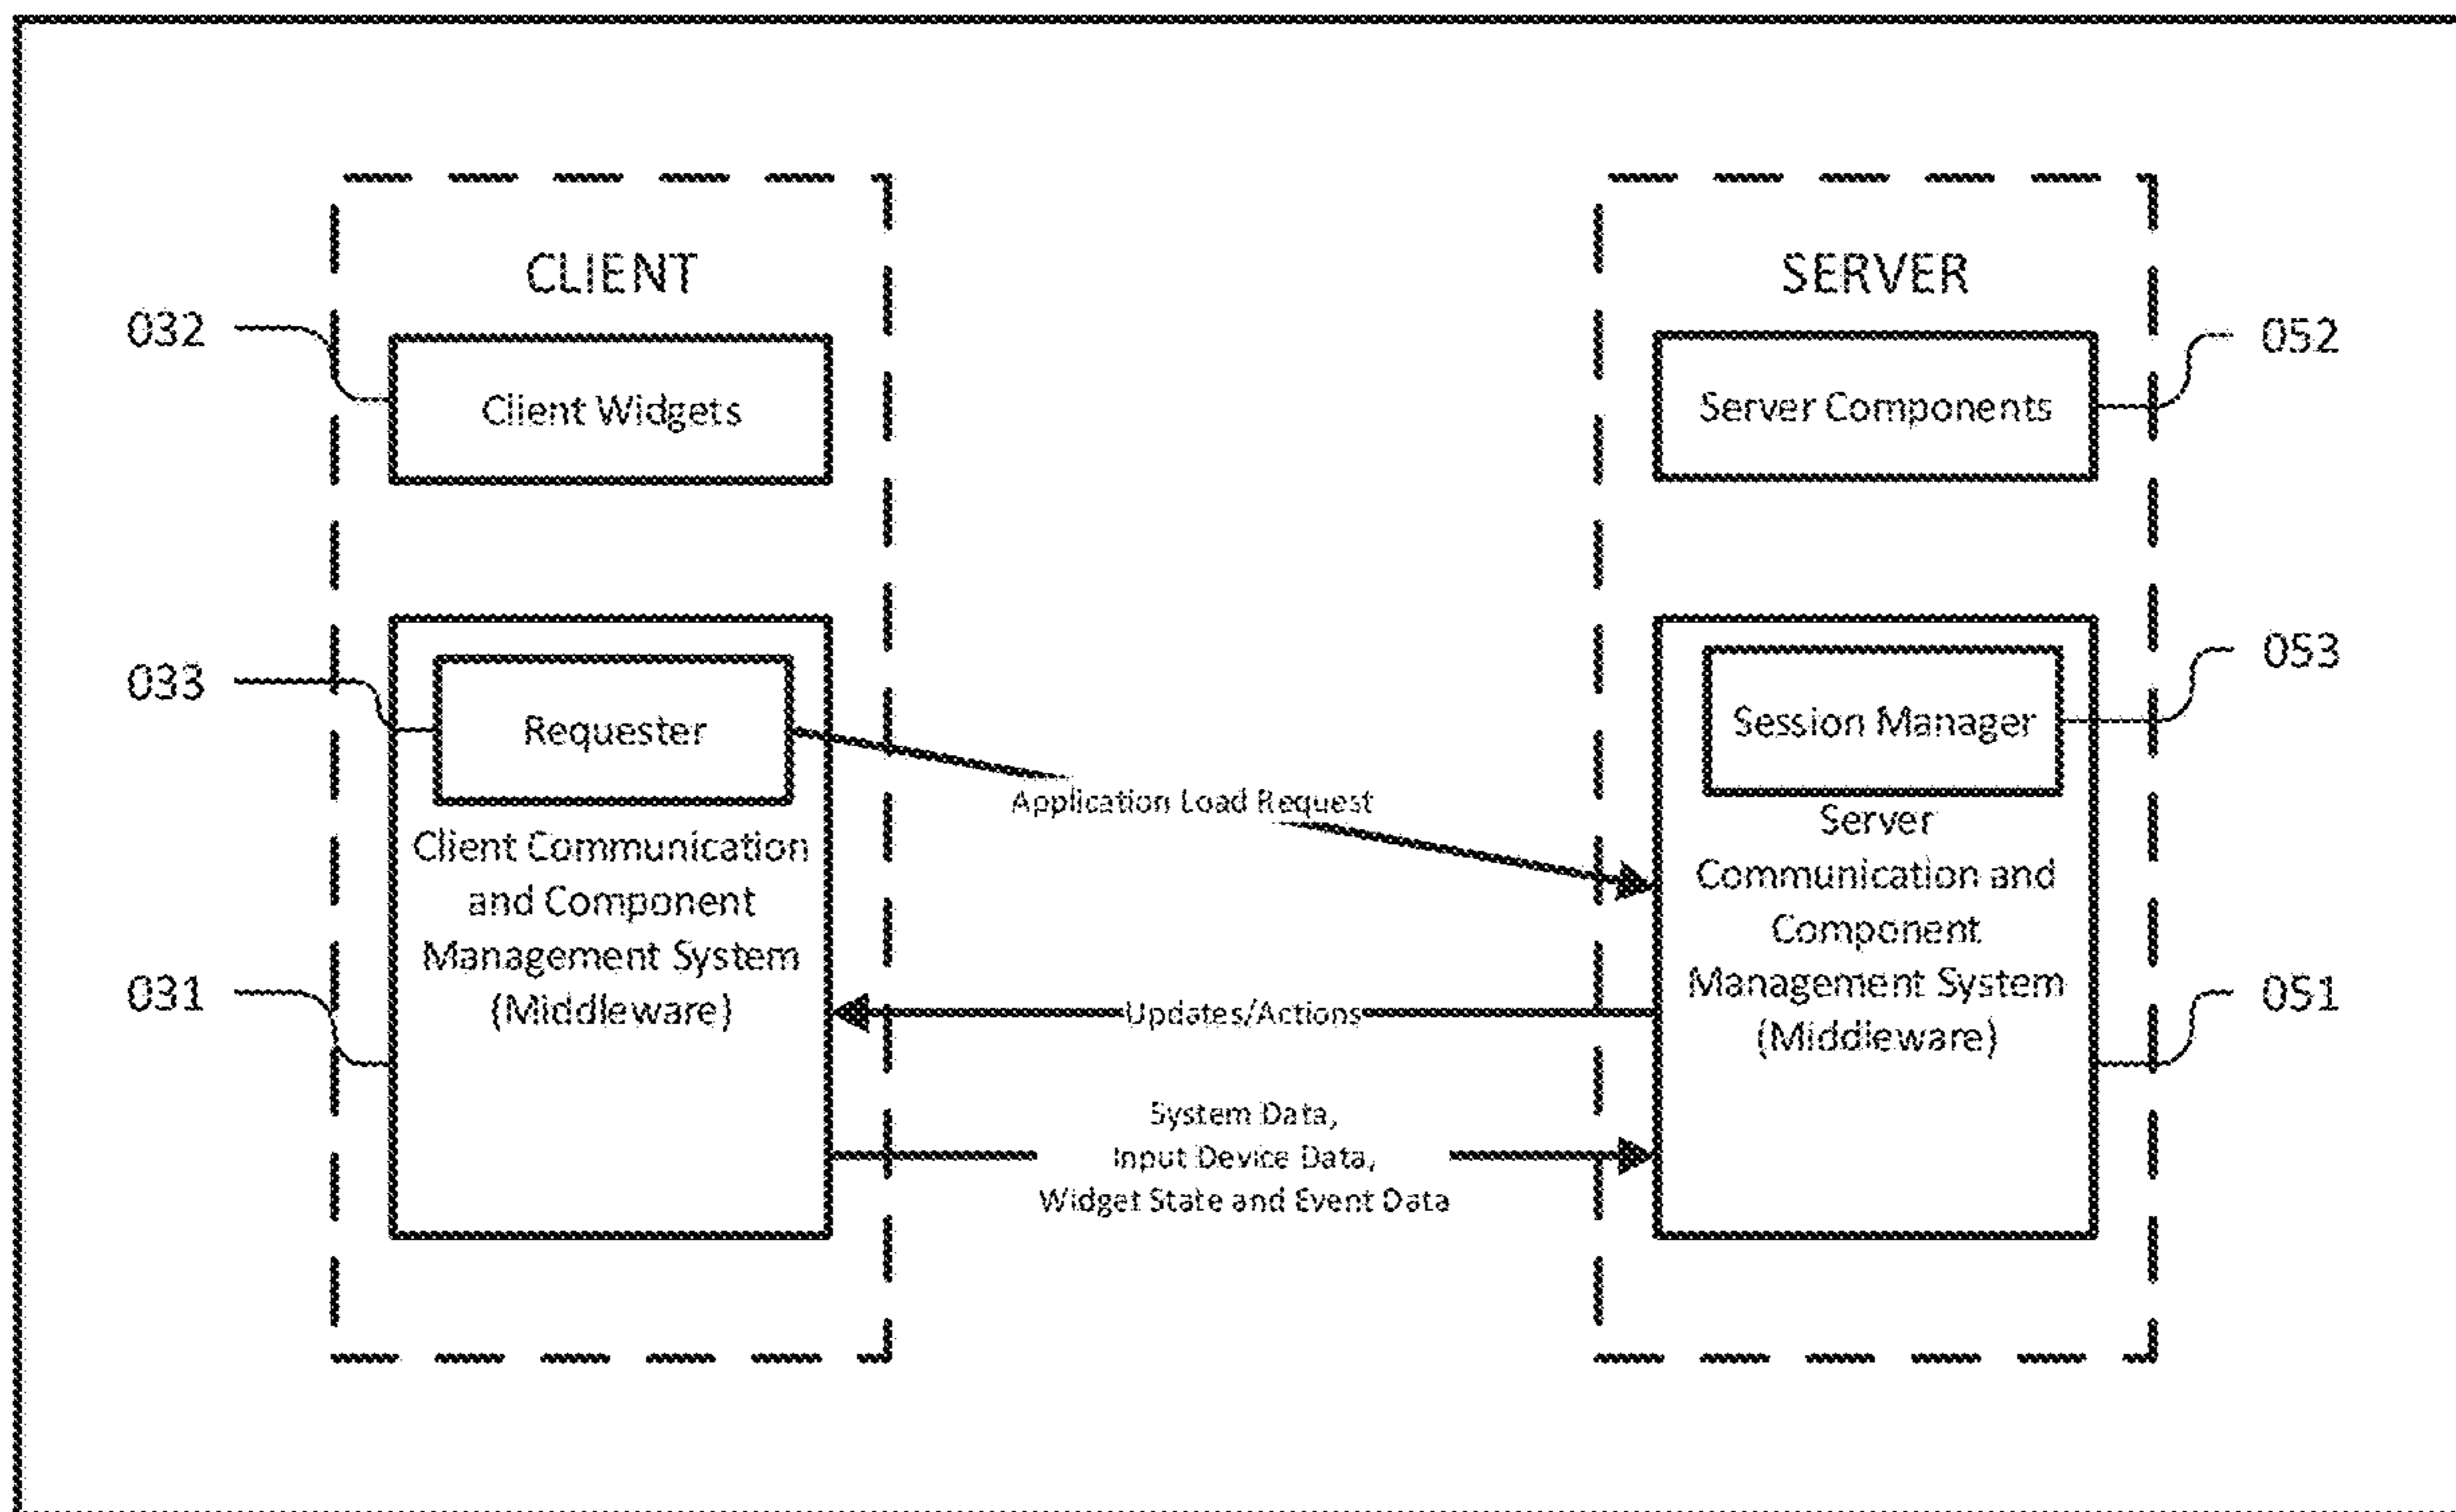 CLIENT
032
Client Widgets
033
Requester
Client Communication
and Component
Management System
(Middleware)
031
Application Load Request
Updates/Actions
System Data,
Input Device Data,
Widget State and Event Data
SERVER
Server Components
052
Session Manager
053
Server
Communication and
Component
Management System
(Middleware)
051